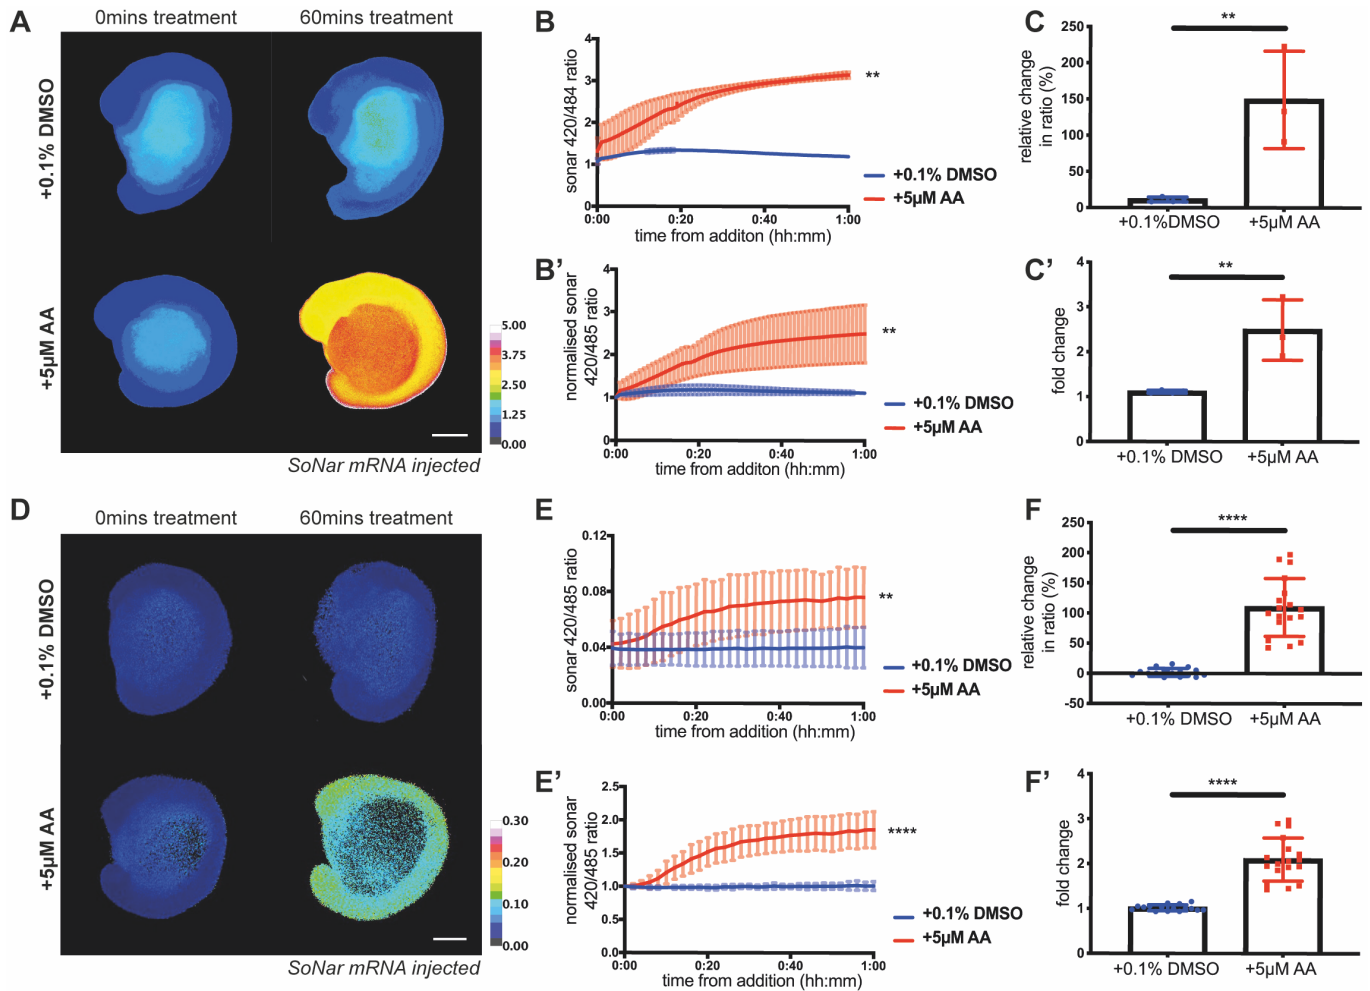 A
0mins treatment
60mins treatment
+0.1% DMSO
+5µM AA
5.00
3.75
2.50
1.25
0.00
SoNar mRNA injected
B
sonar 420/484 ratio
4
3
2
1
0
0:00
0:20
0:40
1:00
time from additon (hh:mm)
**
+0.1% DMSO
+5µM AA
B’
normalised sonar
420/485 ratio
4
3
2
1
0
0:00
0:20
0:40
1:00
time from additon (hh:mm)
**
+0.1% DMSO
+5µM AA
C
relative change
in ratio (%)
250
200
150
100
50
0
**
+0.1%DMSO
+5µM AA
C’
fold change
4
3
2
1
0
**
+0.1% DMSO
+5µM AA
D
0mins treatment
60mins treatment
+0.1% DMSO
+5µM AA
0.30
0.20
0.10
0.00
SoNar mRNA injected
E
sonar 420/485 ratio
0.12
0.08
0.04
0.00
0:00
0:20
0:40
1:00
time from addition (hh:mm)
**
+0.1% DMSO
+5µM AA
E’
normalised sonar
420/485 ratio
2.5
2.0
1.5
1.0
0.5
0.0
0:00
0:20
0:40
1:00
time from addition (hh:mm)
****
+0.1% DMSO
+5µM AA
F
relative change
in ratio (%)
250
200
150
100
50
0
-50
****
+0.1% DMSO
+5µM AA
F’
fold change
4
3
2
1
0
****
+0.1% DMSO
+5µM AA